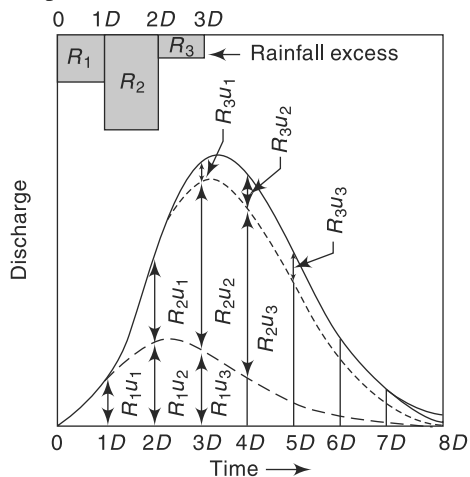 0 1D 2D 3D
R1
R2
R3
Rainfall excess
R3u1
R3u2
R3u3
Discharge
R2u1
R2u2
R2u3
R1u1
R1u2
R1u3
0 1D 2D 3D 4D 5D 6D 7D 8D
Time